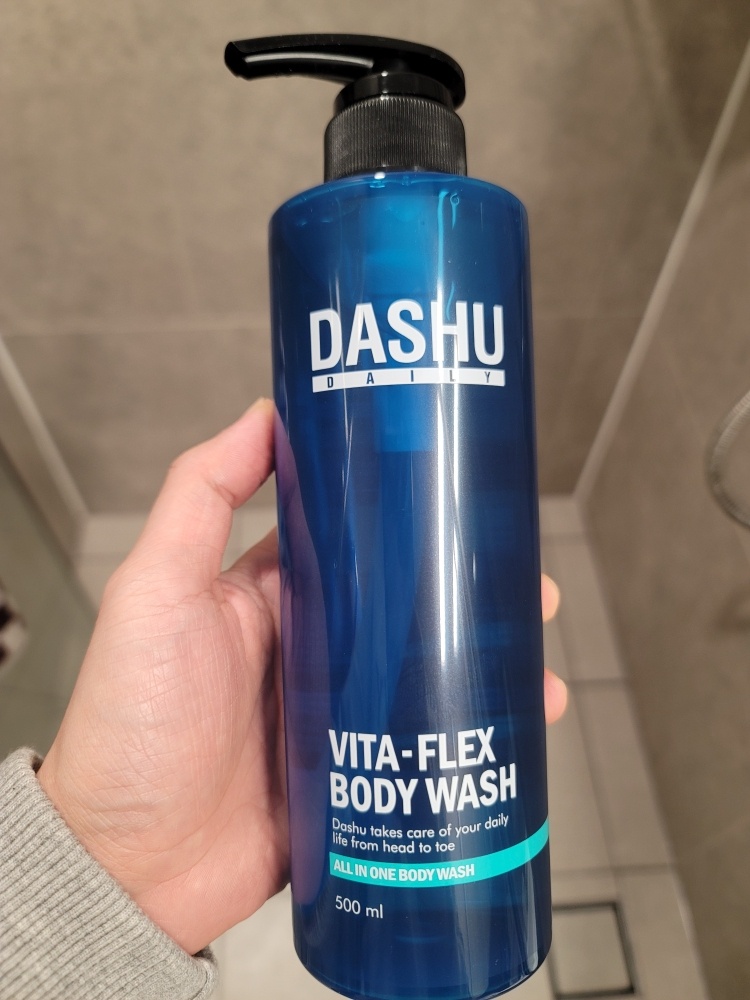 DASHU
DAILY
VITA-FLEX
BODY WASH
Dashu takes care of your daily
life from head to toe
ALL IN ONE BODY WASH
500 ml